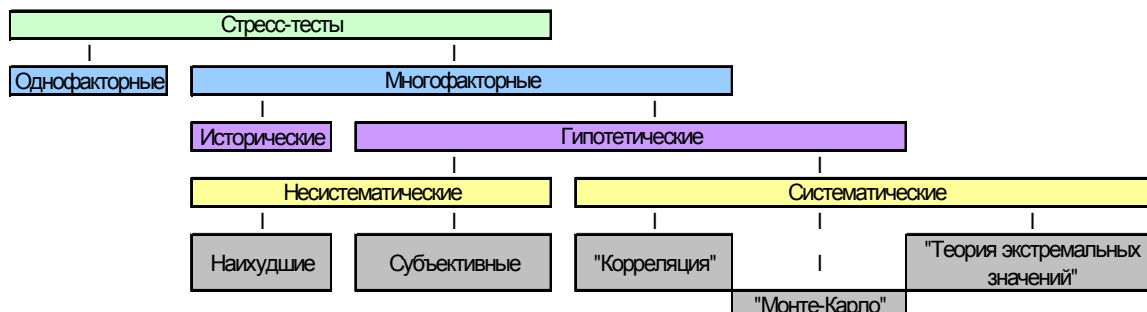 Стресс-тесты
Однофакторные
Многофакторные
Исторические
Гипотетические
Несистематические
Систематические
Наихудшие
Субъективные
"Корреляция"
"Теория экстремальных
значений"
"Монте-Карло"